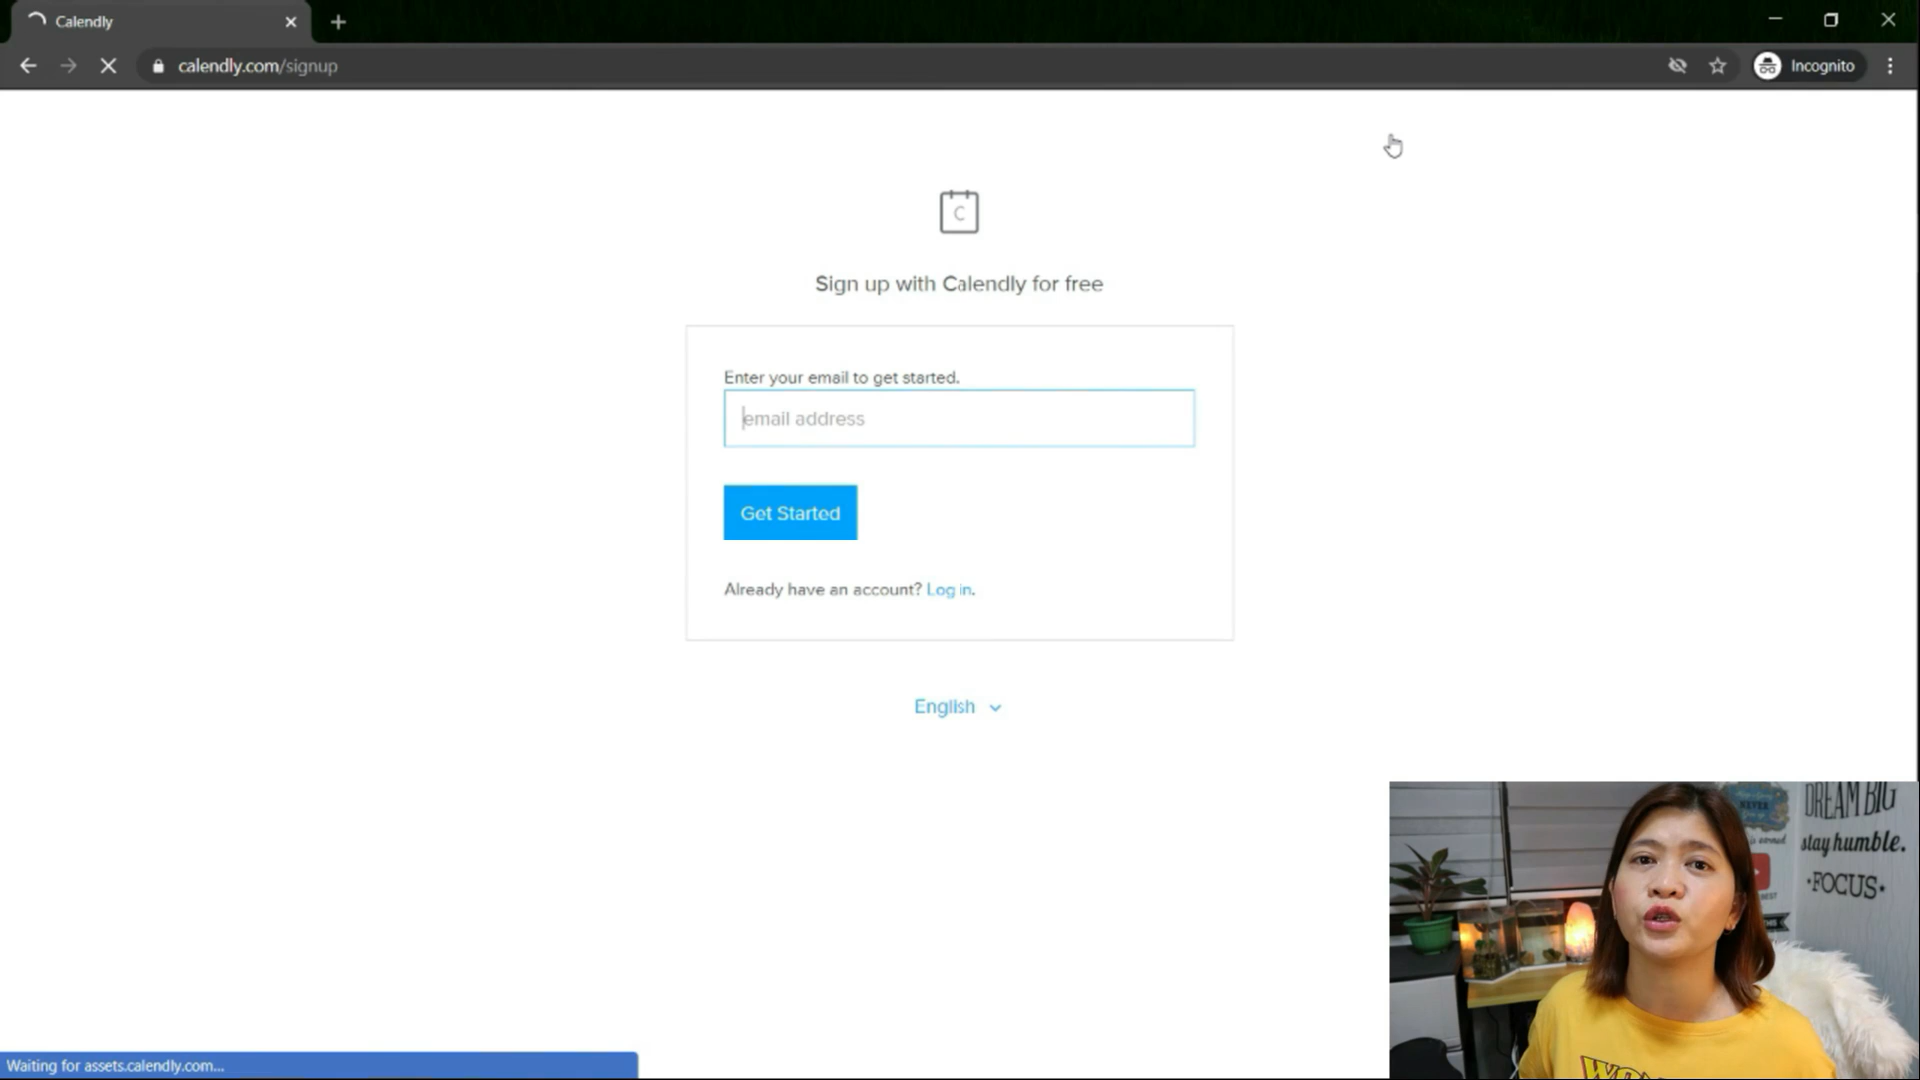 Calendly
calendly.com/signup
Incognito
C
Sign up with Calendly for free
Enter your email to get started.
email address
Get Started
Already have an account? Log in.
English
NEVER
DREAM BIG
stay humble.
·FOCUS·
Waiting for assets.calendly.com...